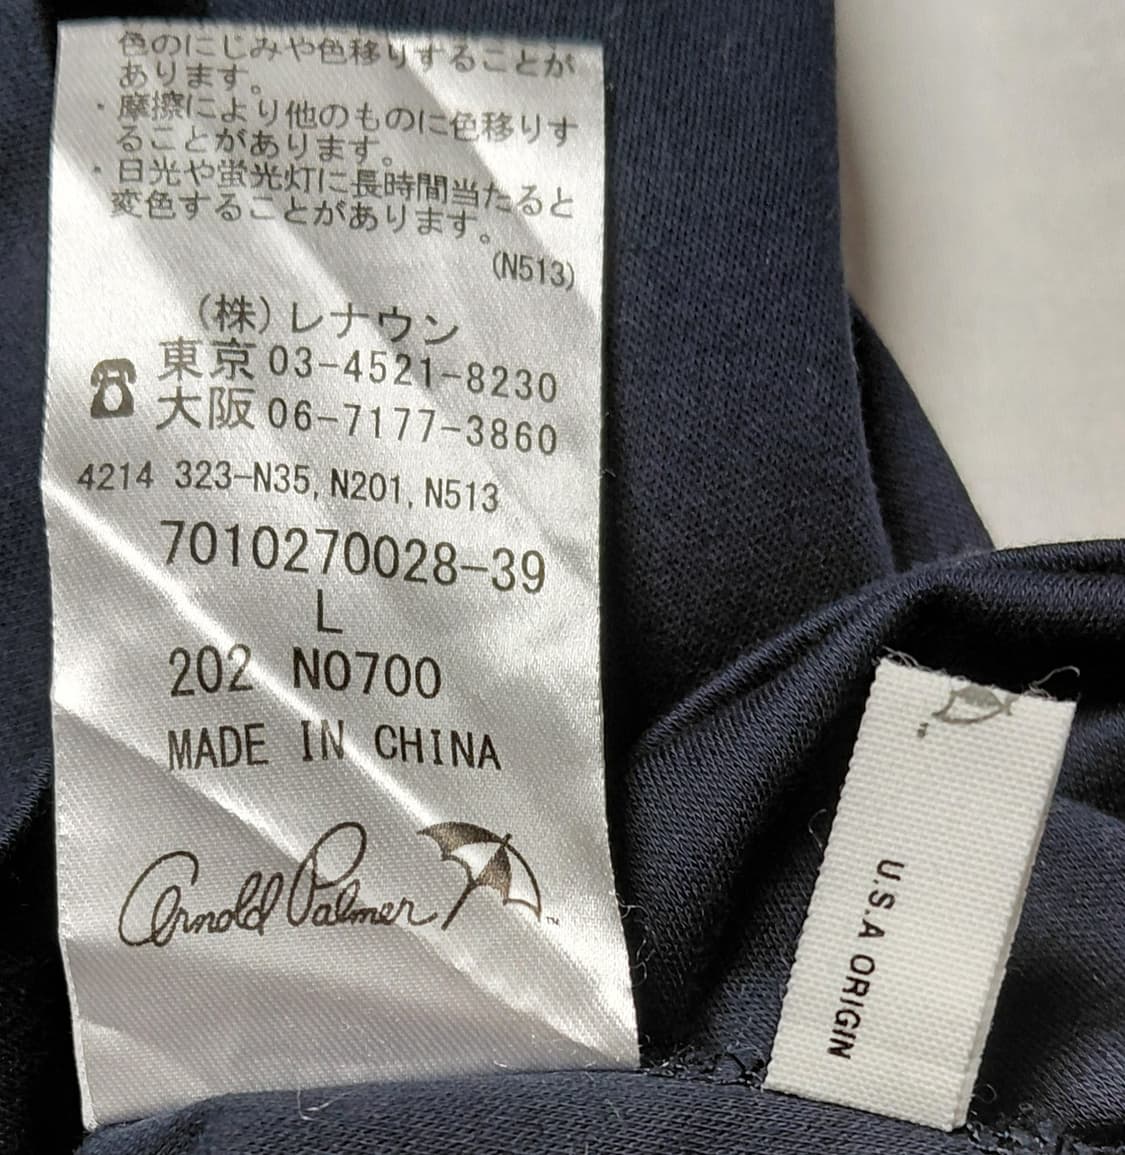 色のにじみや色移りすることが
あります。
・摩擦により他のものに色移りす
ることがあります。
・日光や蛍光灯に長時間当たると
変色することがあります。
(N513)
(株)レナウン
東京 03-4521-8230
大阪 06-7177-3860
4214 323-N35, N201, N513
7010270028-39
L
202 N0700
MADE IN CHINA
Arnold Palmer
TM
U.S.A ORIGIN